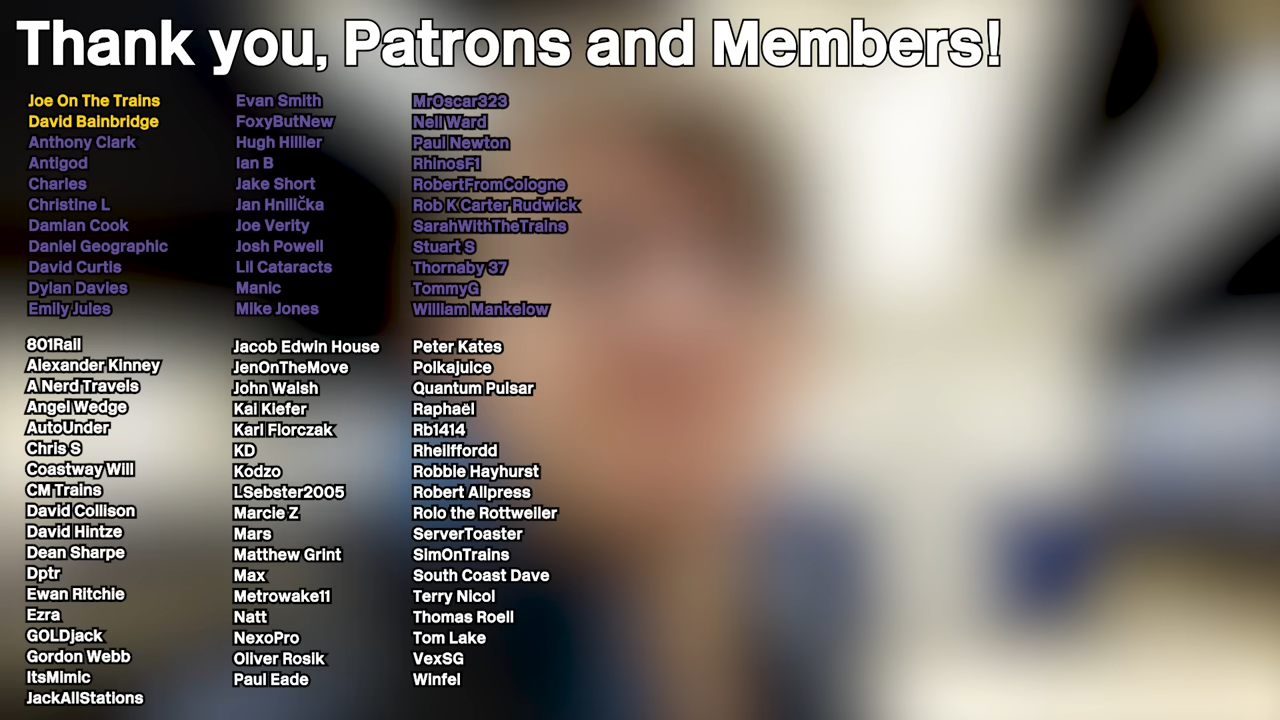 Thank you, Patrons and Members!
Joe On The Trains
David Bainbridge
Anthony Clark
Antigod
Charles
Christine L
Damian Cook
Daniel Geographic
David Curtis
Dylan Davies
Emily Jules
Evan Smith
FoxyButNew
Hugh Hillier
Ian B
Jake Short
Jan Hnilička
Joe Verity
Josh Powell
Lil Cataracts
Manic
Mike Jones
MrOscar323
Neil Ward
Paul Newton
RhinosF1
RobertFromCologne
Rob K Carter Rudwick
SarahWithTheTrains
Stuart S
Thornaby 37
TommyG
William Mankelow
801Rail
Alexander Kinney
A Nerd Travels
Angel Wedge
AutoUnder
Chris S
Coastway Will
CM Trains
David Collison
David Hintze
Dean Sharpe
Dptr
Ewan Ritchie
Ezra
GOLDjack
Gordon Webb
ItsMimic
JackAllStations
Jacob Edwin House
JenOnTheMove
John Walsh
Kai Kiefer
Karl Fiorczak
KD
Kodzo
LSebster2005
Marcie Z
Mars
Matthew Grint
Max
Metrowake11
Natt
NexoPro
Oliver Rosik
Paul Eade
Peter Kates
Polkajuice
Quantum Pulsar
Raphaël
Rb1414
Rheliffordd
Robbie Hayhurst
Robert Allpress
Rolo the Rottweiler
ServerToaster
SimOnTrains
South Coast Dave
Terry Nicol
Thomas Roell
Tom Lake
VexSG
Winfel